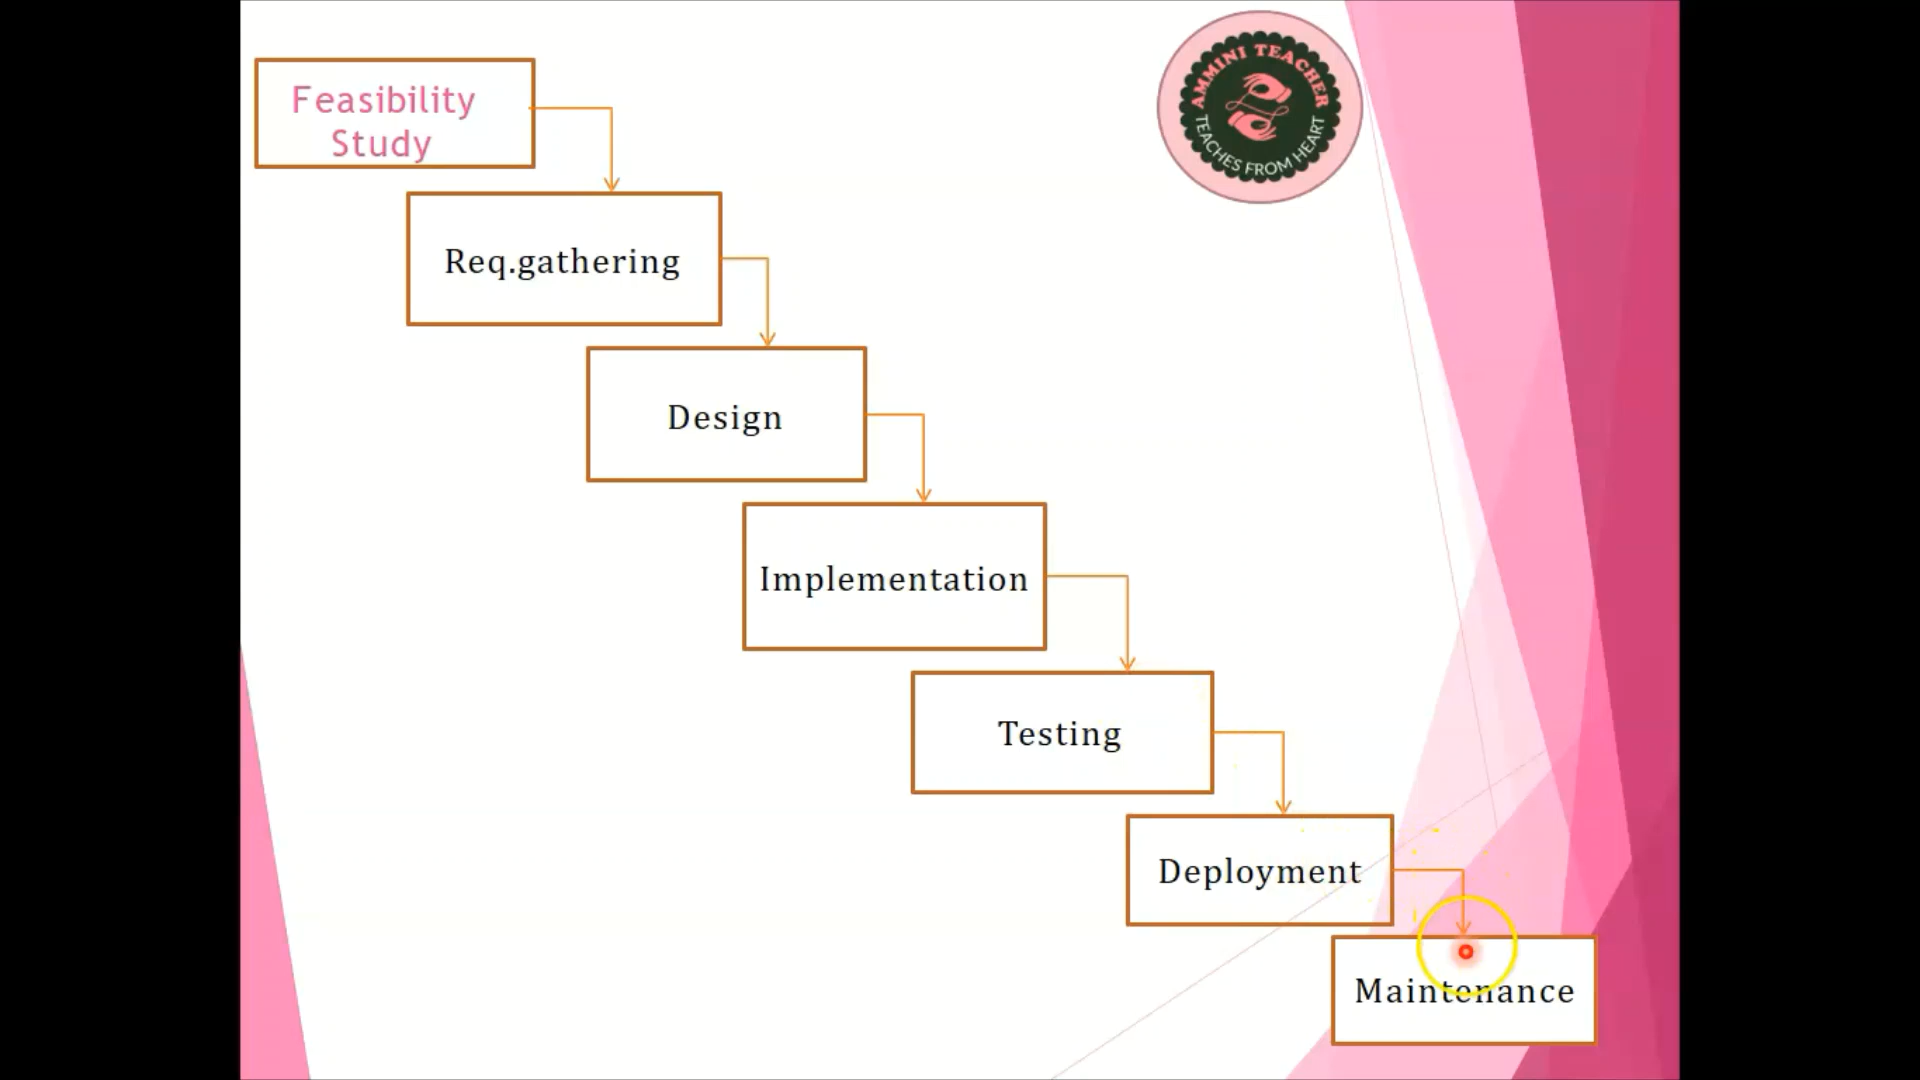 AMMINI TEACHER
TEACHES FROM HEART
Feasibility
Study
Req.gathering
Design
Implementation
Testing
Deployment
Maintenance